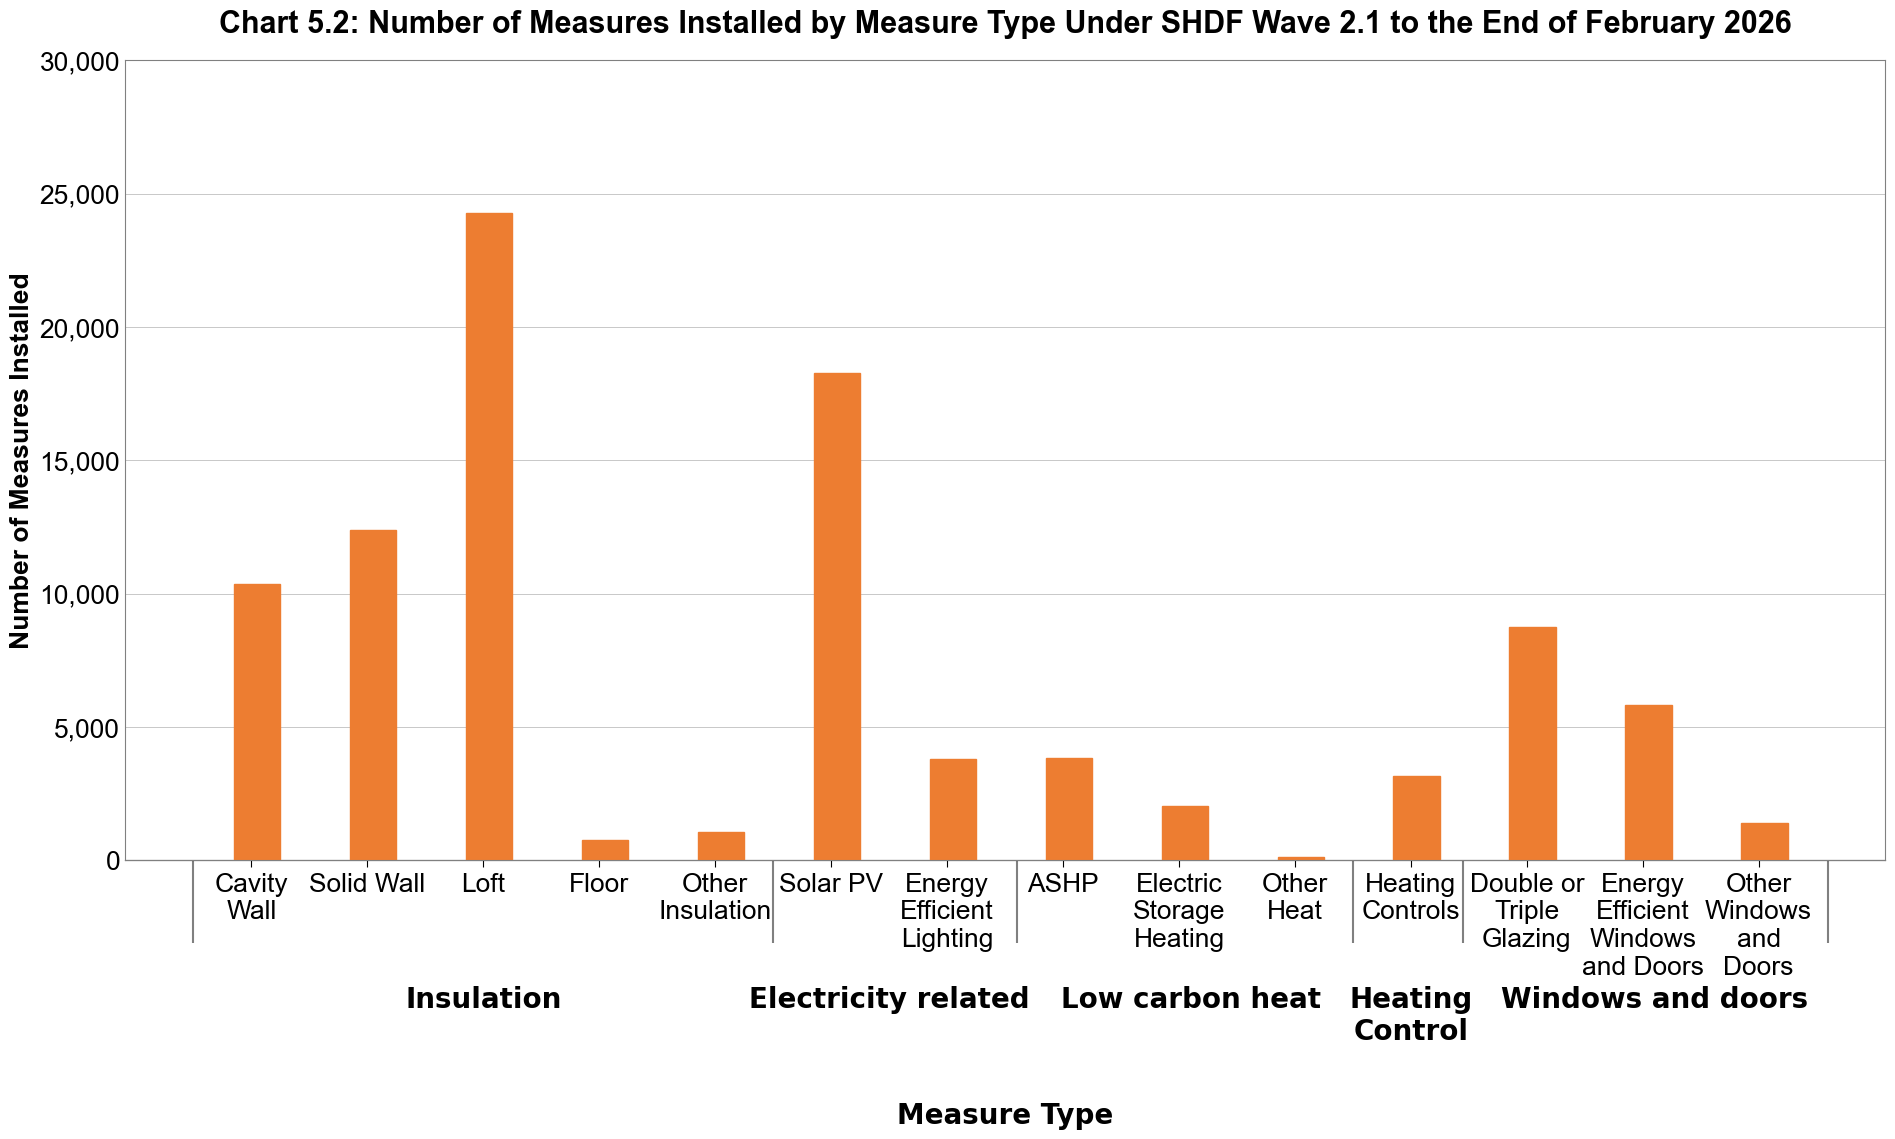 Chart 5.2: Number of Measures Installed by Measure Type Under SHDF Wave 2.1 to the End of February 2026
Number of Measures Installed
30,000
25,000
20,000
15,000
10,000
5,000
0
Cavity
Wall
Solid Wall
Loft
Floor
Other
Insulation
Solar PV
Energy
Efficient
Lighting
ASHP
Electric
Storage
Heating
Other
Heat
Heating
Controls
Double or
Triple
Glazing
Energy
Efficient
Windows
and Doors
Other
Windows
and
Doors
Insulation
Electricity related
Low carbon heat
Heating
Control
Windows and doors
Measure Type